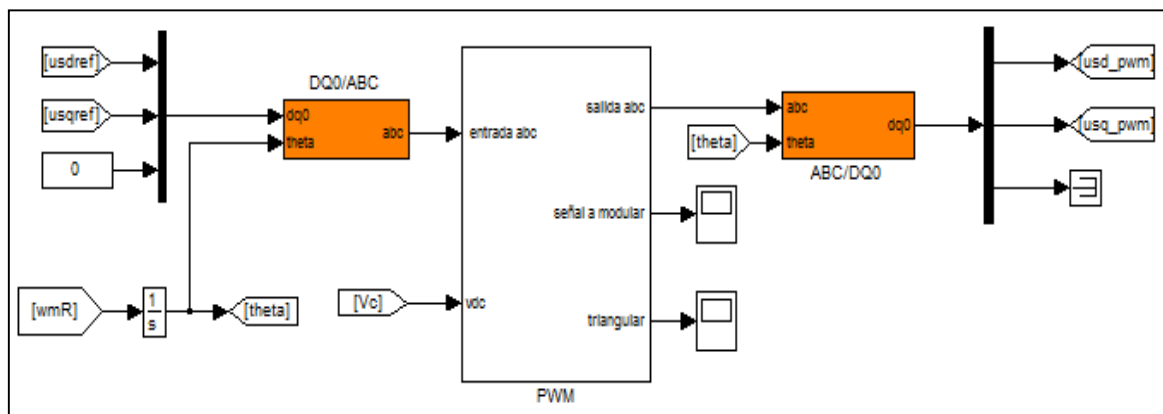 [usdref]
[usqref]
0
DQ0/ABC
dq0
theta
abc
[wmR]
1
s
[theta]
entrada abc
vdc
salida abc
señal a modular
triangular
PWM
[Vc]
[theta]
abc
theta
dq0
ABC/DQ0
[usd_pwm]
[usq_pwm]